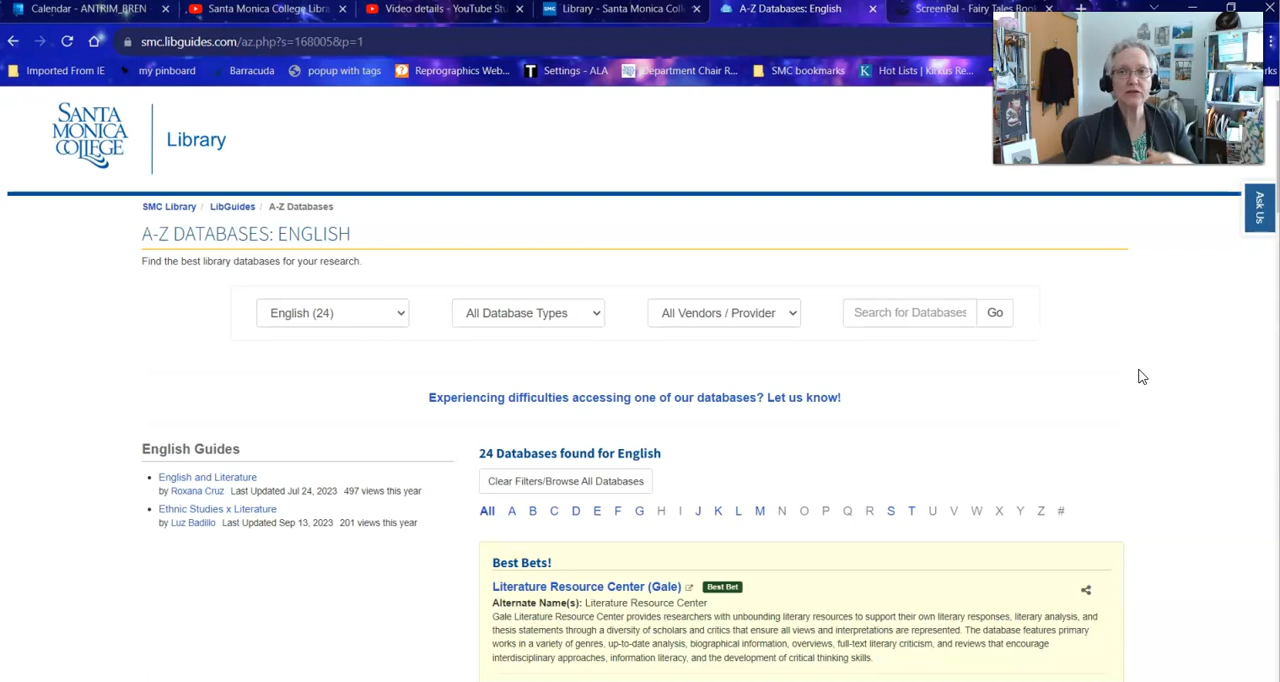 Calendar - ANTRIM_BREN
Santa Monica College Libra
Video details - YouTube Stu
Library - Santa Monica Coll
A-Z Databases: English
ScreenPal - Fairy Tales Boo
smc.libguides.com/az.php?s=168005&p=1
Imported From IE
my pinboard
Barracuda
popup with tags
Reprographics Web...
Settings - ALA
Department Chair R...
SMC bookmarks
Hot Lists | Kirkus Re...
SANTA
MONICA
COLLEGE
Library
Ask Us
SMC Library / LibGuides / A-Z Databases
A-Z DATABASES: ENGLISH
Find the best library databases for your research.
English (24)
All Database Types
All Vendors / Provider
Search for Databases
Go
Experiencing difficulties accessing one of our databases? Let us know!
English Guides
English and Literature
by Roxana Cruz Last Updated Jul 24, 2023 497 views this year
Ethnic Studies x Literature
by Luz Badillo Last Updated Sep 13, 2023 201 views this year
24 Databases found for English
Clear Filters/Browse All Databases
All A B C D E F G H I J K L M N O P Q R S T U V W X Y Z #
Best Bets!
Literature Resource Center (Gale) Best Bet
Alternate Name(s): Literature Resource Center
Gale Literature Resource Center provides researchers with unbounding literary resources to support their own literary responses, literary analysis, and
thesis statements through a diversity of scholars and critics that ensure all views and interpretations are represented. The database features primary
works in a variety of genres, up-to-date analysis, biographical information, overviews, full-text literary criticism, and reviews that encourage
interdisciplinary approaches, information literacy, and the development of critical thinking skills.